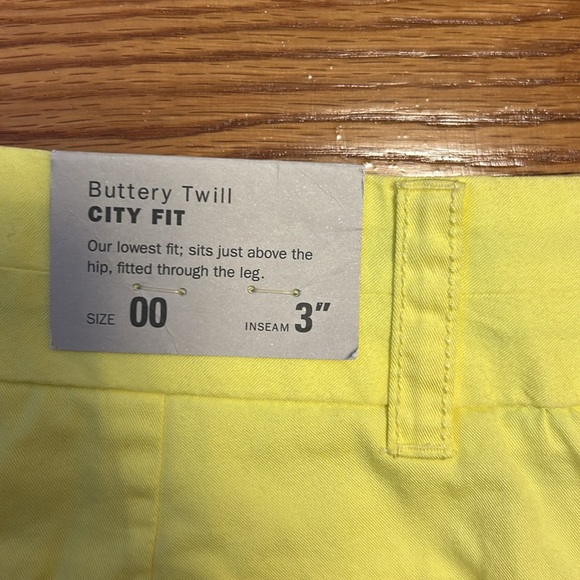 Buttery Twill
CITY FIT
Our lowest fit; sits just above the
hip, fitted through the leg.
SIZE 00 INSEAM 3"